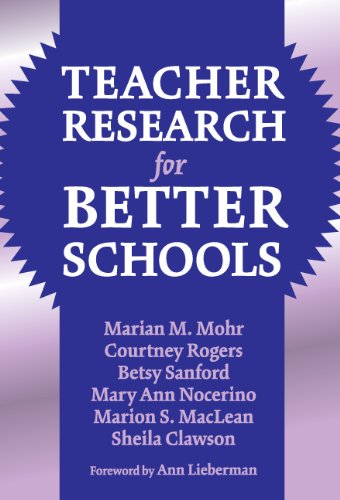 TEACHER
RESEARCH
for
BETTER
SCHOOLS
Marian M. Mohr
Courtney Rogers
Betsy Sanford
Mary Ann Nocerino
Marion S. MacLean
Sheila Clawson
Foreword by Ann Lieberman